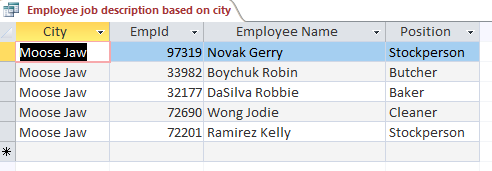 Employee job description based on city
City EmpId Employee Name Position
Moose Jaw 97319 Novak Gerry Stockperson
Moose Jaw 33982 Boychuk Robin Butcher
Moose Jaw 32177 DaSilva Robbie Baker
Moose Jaw 72690 Wong Jodie Cleaner
Moose Jaw 72201 Ramirez Kelly Stockperson